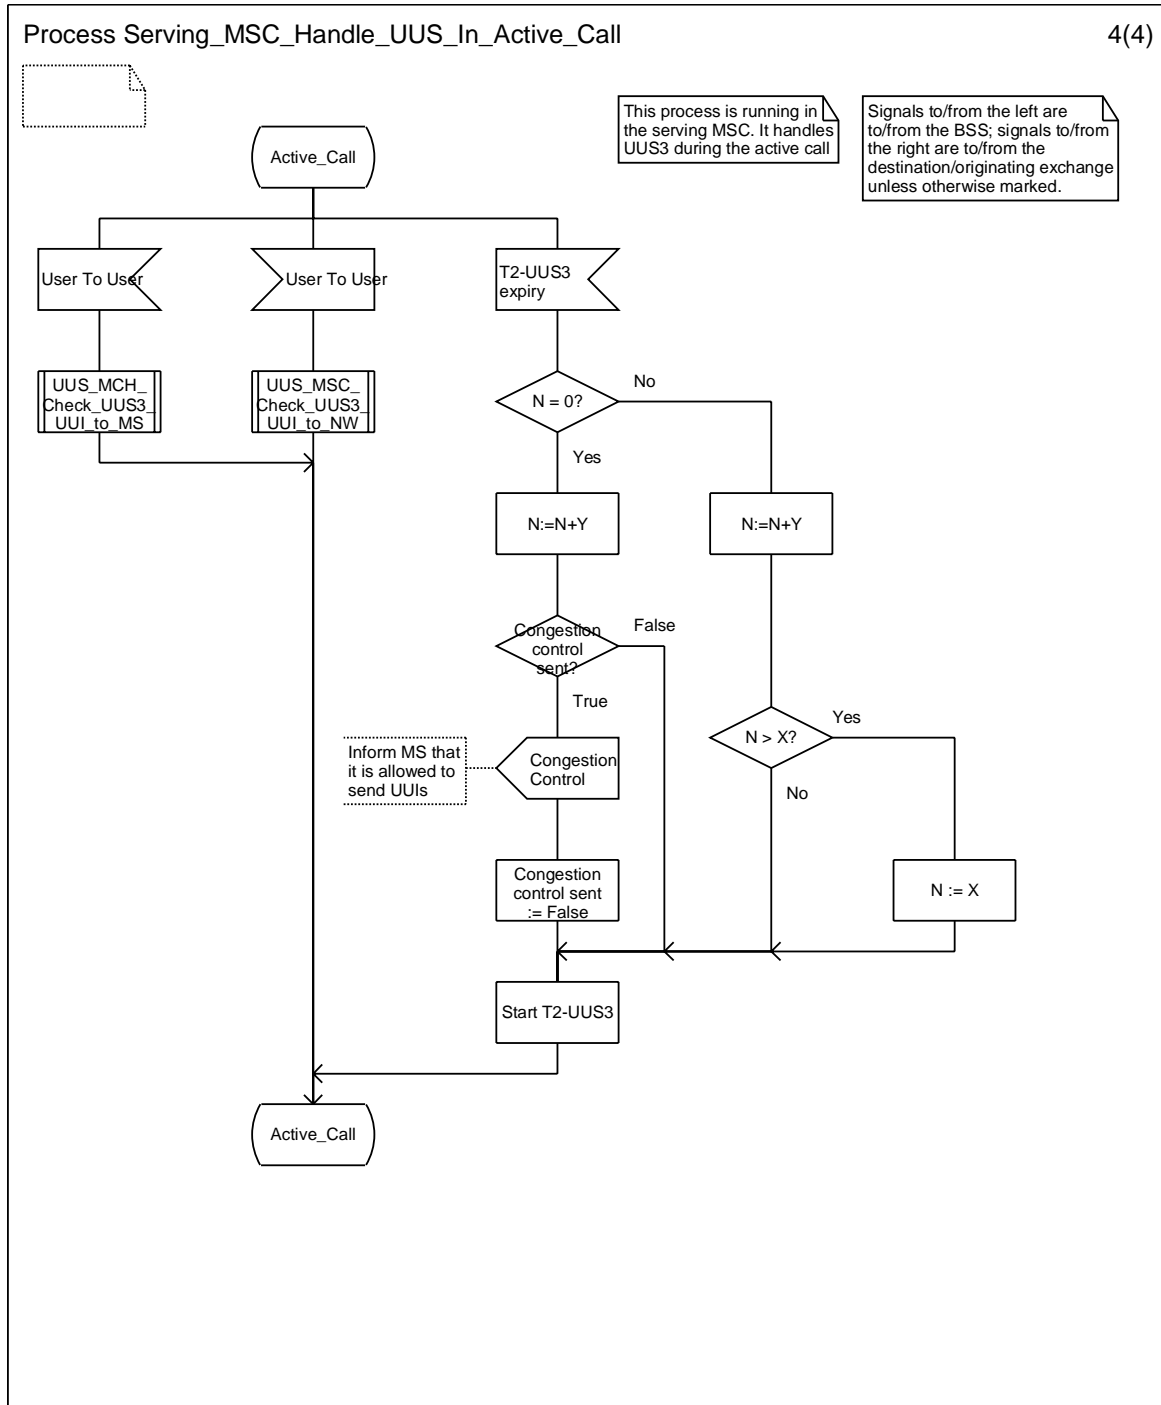 Process Serving_MSC_Handle_UUS_In_Active_Call
4(4)
This process is running in
the serving MSC. It handles
UUS3 during the active call
Signals to/from the left are
to/from the BSS; signals to/from
the right are to/from the
destination/originating exchange
unless otherwise marked.
Active_Call
User To User
User To User
T2-UUS3
expiry
UUS_MCH_
Check_UUS3_
UUI_to_MS
UUS_MSC_
Check_UUS3_
UUI_to_NW
N = 0?
No
Yes
N:=N+Y
N:=N+Y
Congestion
control
sent?
False
True
N > X?
Yes
No
Inform MS that
it is allowed to
send UUIs
Congestion
Control
Congestion
control sent
:= False
N := X
Start T2-UUS3
Active_Call